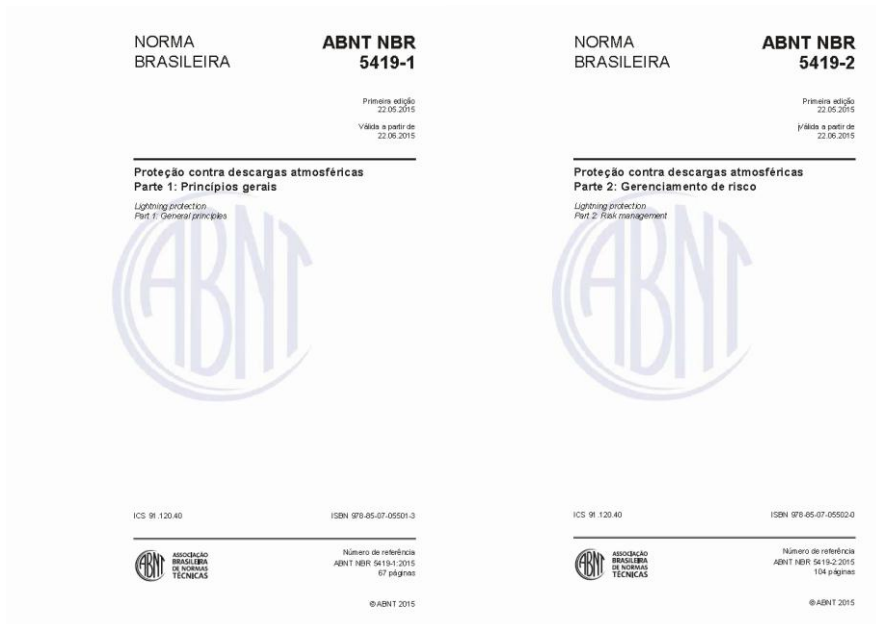 NORMA
BRASILEIRA
ABNT NBR
5419-1
Primeira edição
22.05.2015
Válida a partir de
22.06.2015
Proteção contra descargas atmosféricas
Parte 1: Princípios gerais
Lightning protection
Part 1: General principles
ABNT
ICS 91.120.40
ISBN 978-85-07-05501-3
ABNT
ASSOCIAÇÃO
BRASILEIRA
DE NORMAS
TÉCNICAS
Número de referência
ABNT NBR 5419-1:2015
67 páginas
© ABNT 2015
NORMA
BRASILEIRA
ABNT NBR
5419-2
Primeira edição
22.05.2015
Válida a partir de
22.06.2015
Proteção contra descargas atmosféricas
Parte 2: Gerenciamento de risco
Lightning protection
Part 2: Risk management
ABNT
ICS 91.120.40
ISBN 978-85-07-05502-0
ABNT
ASSOCIAÇÃO
BRASILEIRA
DE NORMAS
TÉCNICAS
Número de referência
ABNT NBR 5419-2:2015
104 páginas
© ABNT 2015